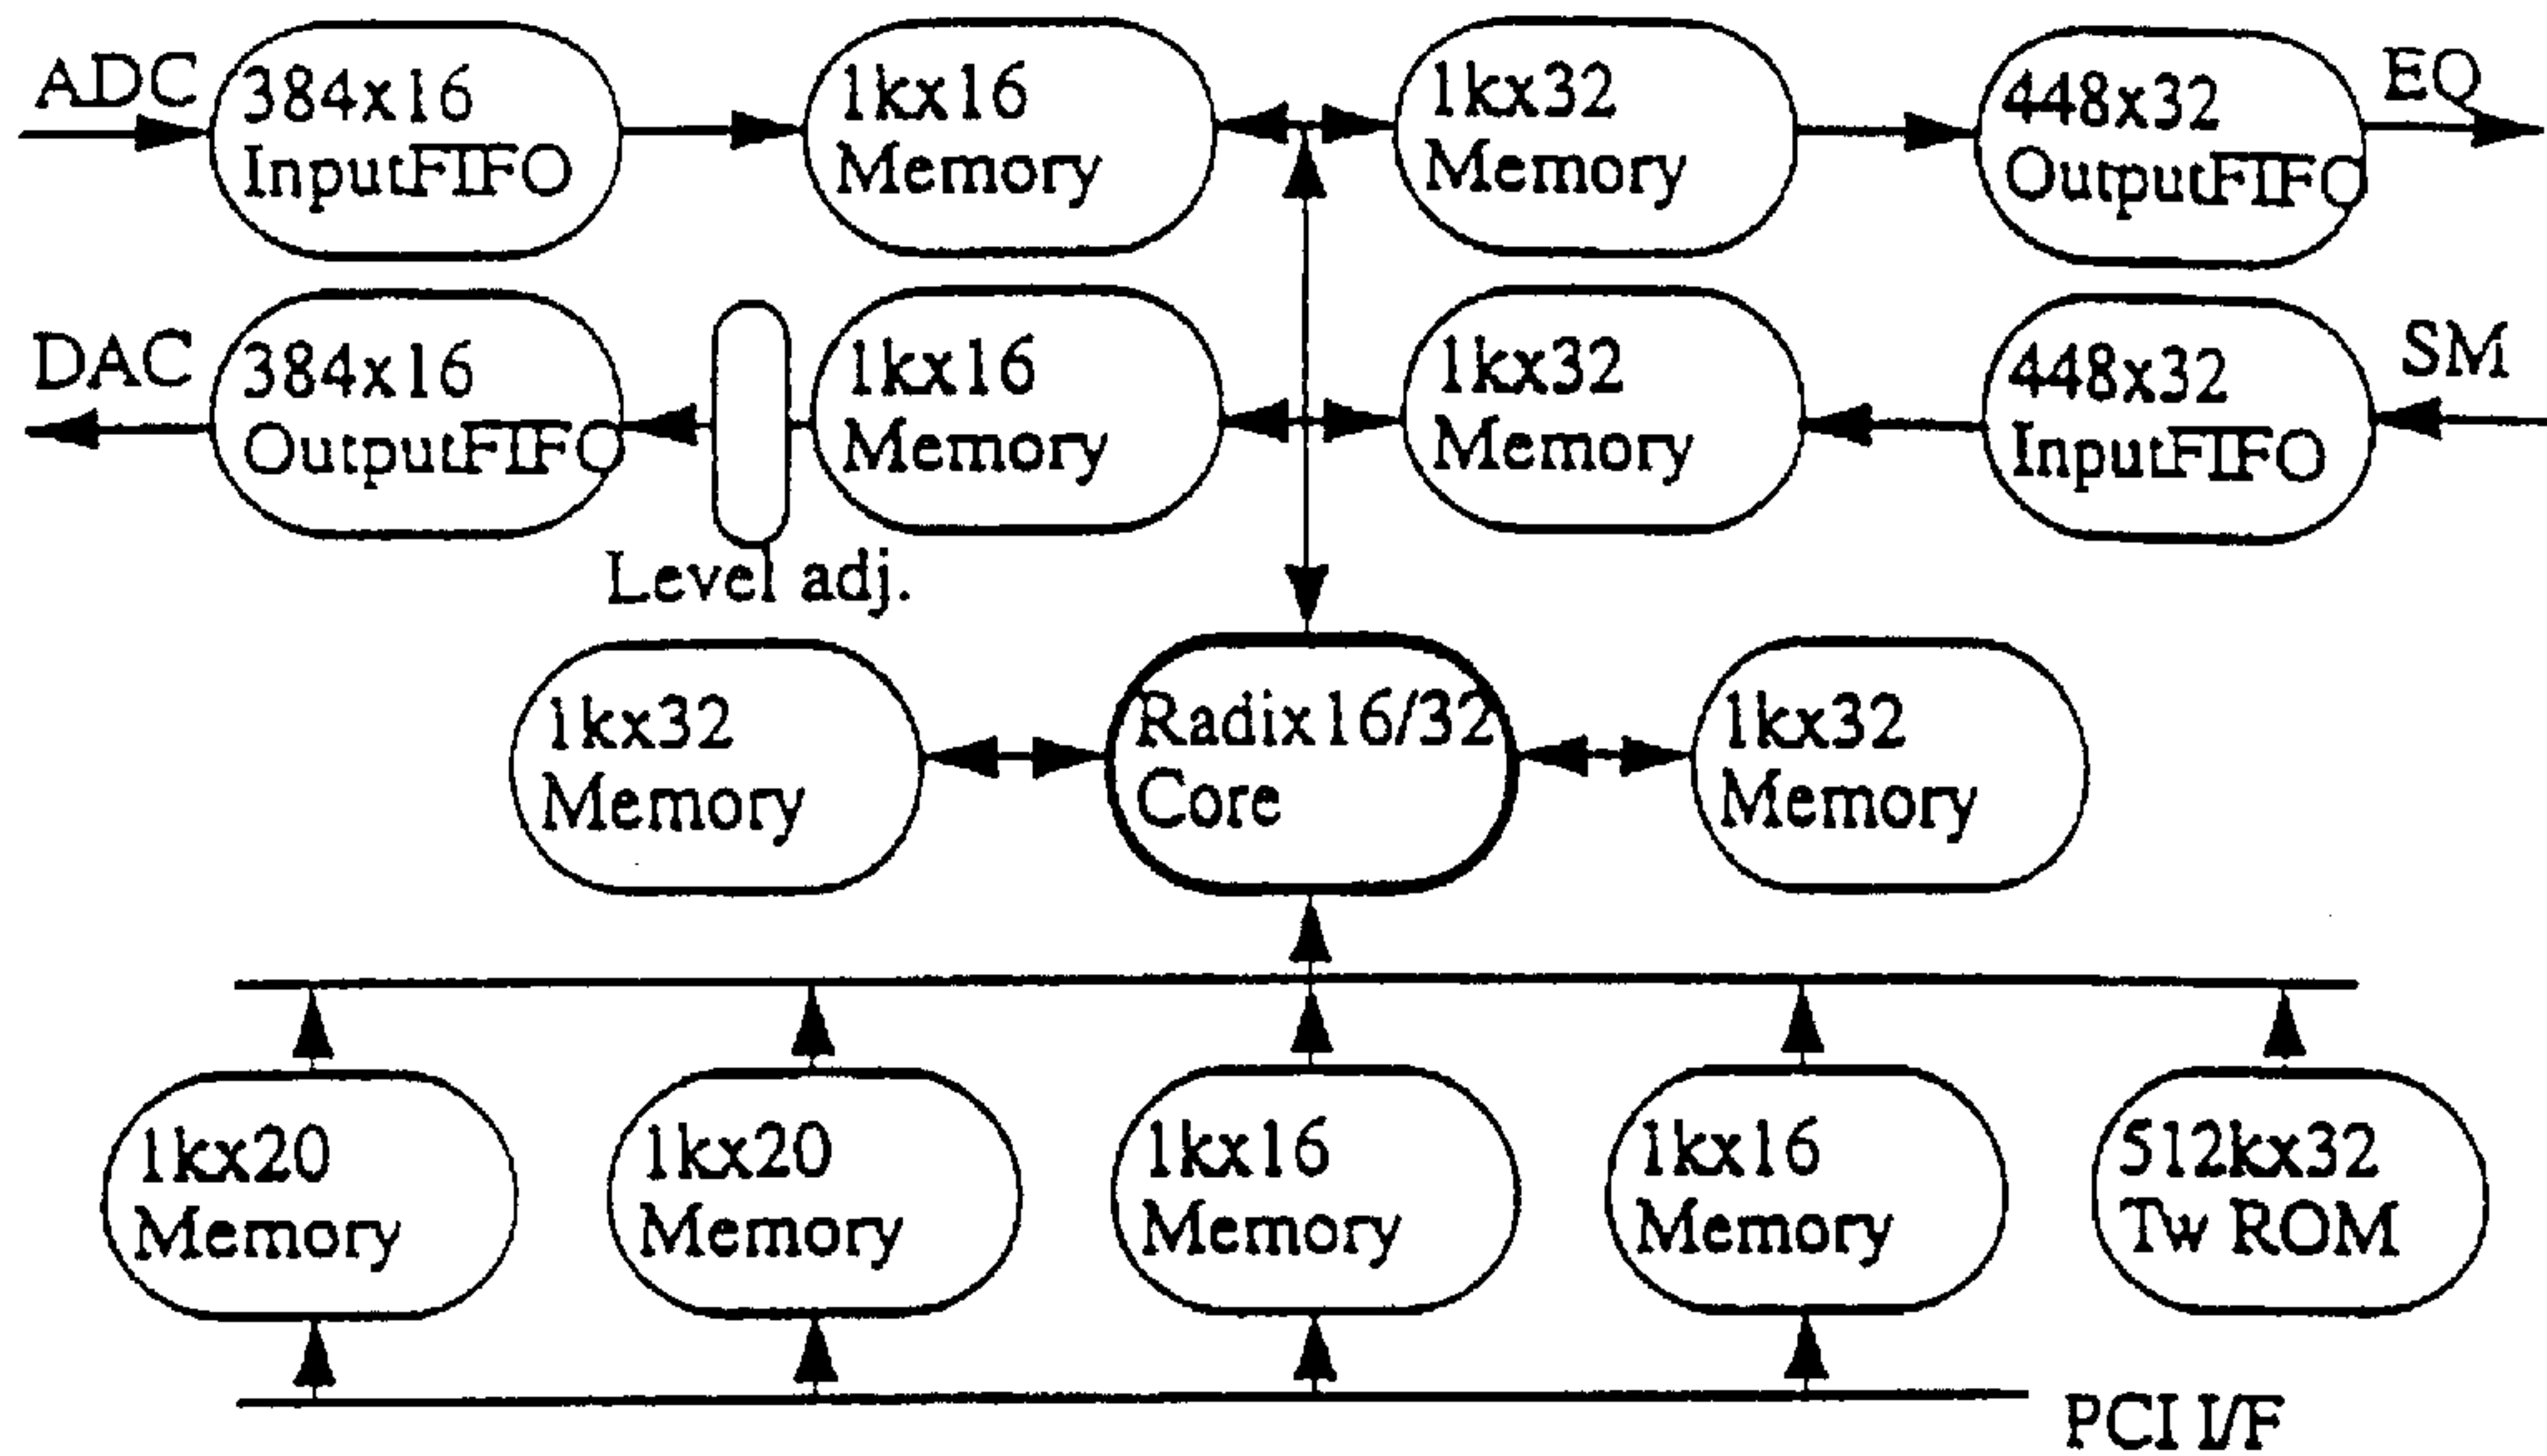 ADC
384x16
InputFIFO
1kx16
Memory
1kx32
Memory
448x32
OutputFIFO
EQ
DAC
384x16
OutputFIFO
Level adj.
1kx16
Memory
1kx32
Memory
448x32
InputFIFO
SM
1kx32
Memory
Radix16/32
Core
1kx32
Memory
1kx20
Memory
1kx20
Memory
1kx16
Memory
1kx16
Memory
512kx32
Tw ROM
PCI I/F